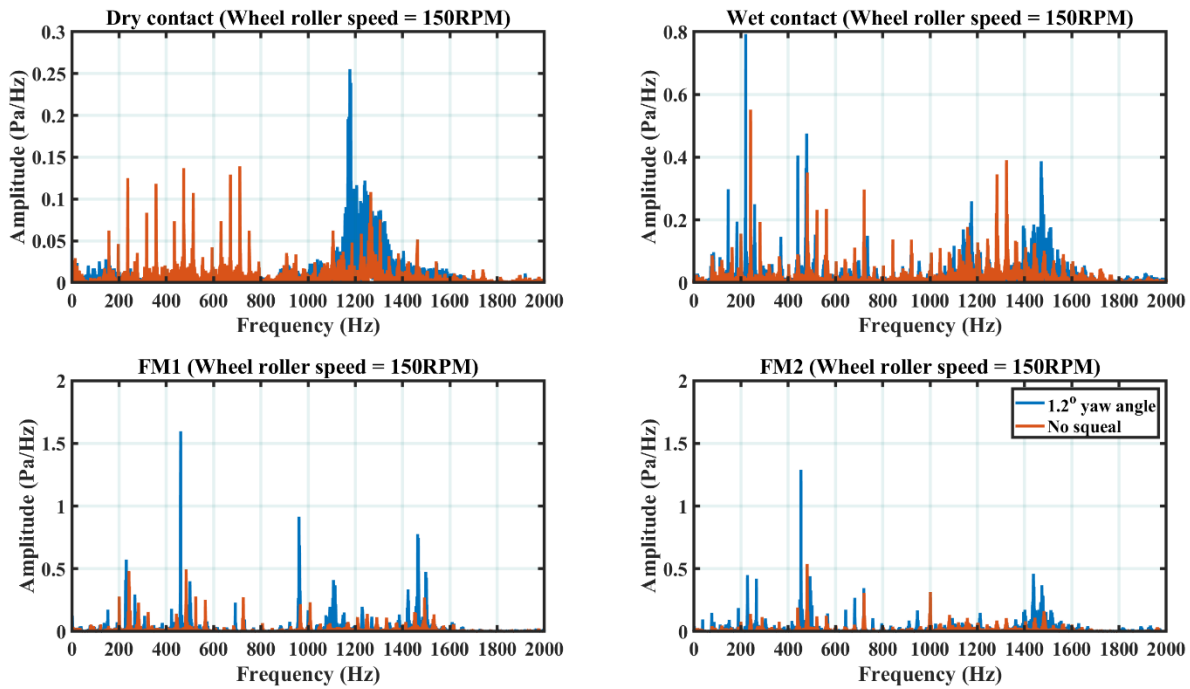 Dry contact (Wheel roller speed = 150RPM)
0.3
0.25
0.2
0.15
0.1
0.05
0
Amplitude (Pa/Hz)
0 200 400 600 800 1000 1200 1400 1600 1800 2000
Frequency (Hz)
Wet contact (Wheel roller speed = 150RPM)
0.8
0.6
0.4
0.2
0
Amplitude (Pa/Hz)
0 200 400 600 800 1000 1200 1400 1600 1800 2000
Frequency (Hz)
FM1 (Wheel roller speed = 150RPM)
2
1.5
1
0.5
0
Amplitude (Pa/Hz)
0 200 400 600 800 1000 1200 1400 1600 1800 2000
Frequency (Hz)
FM2 (Wheel roller speed = 150RPM)
2
1.5
1
0.5
0
Amplitude (Pa/Hz)
1.2° yaw angle
No squeal
0 200 400 600 800 1000 1200 1400 1600 1800 2000
Frequency (Hz)